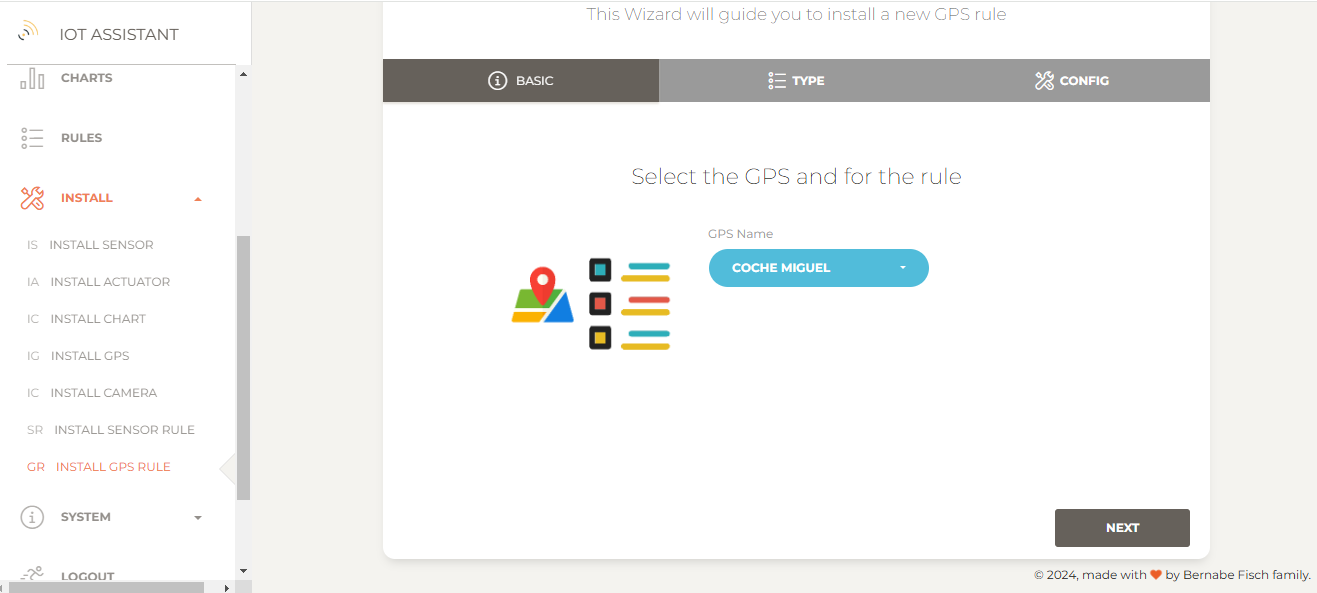 IOT ASSISTANT
CHARTS
RULES
INSTALL
IS INSTALL SENSOR
IA INSTALL ACTUATOR
IC INSTALL CHART
IG INSTALL GPS
IC INSTALL CAMERA
SR INSTALL SENSOR RULE
GR INSTALL GPS RULE
SYSTEM
LOGOUT
This Wizard will guide you to install a new GPS rule
BASIC
TYPE
CONFIG
Select the GPS and for the rule
GPS Name
COCHE MIGUEL
NEXT
© 2024, made with ❤ by Bernabe Fisch family.